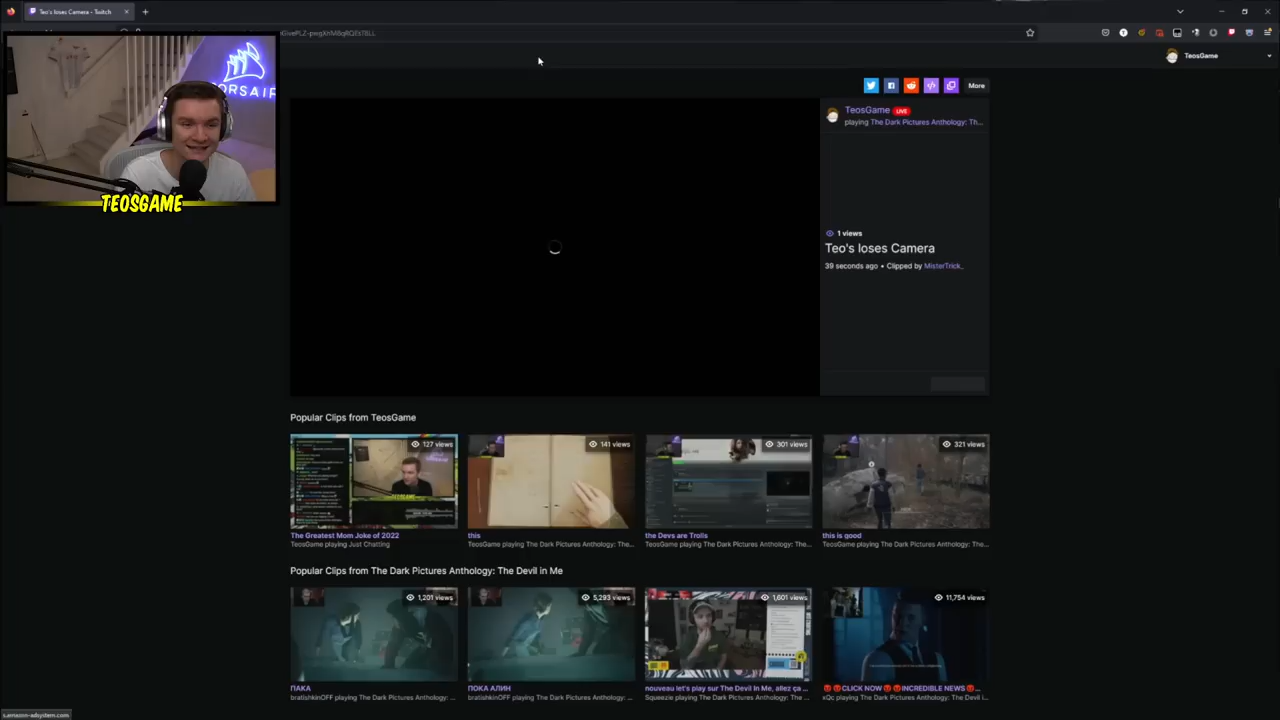 Teo's loses Camera - Twitch
TeosGame
CORSAIR
TEOSGAME
More
TeosGame LIVE
playing The Dark Pictures Anthology: Th...
1 views
Teo's loses Camera
39 seconds ago • Clipped by MisterTrick_
Popular Clips from TeosGame
127 views
141 views
301 views
321 views
The Greatest Mom Joke of 2022
this
the Devs are Trolls
this is good
TeosGame playing Just Chatting
TeosGame playing The Dark Pictures Anthology: The...
TeosGame playing The Dark Pictures Anthology: The...
TeosGame playing The Dark Pictures Anthology: The...
Popular Clips from The Dark Pictures Anthology: The Devil in Me
1,201 views
5,293 views
1,601 views
11,754 views
ПАКА
ПОКА АЛИН
nouveau let's play sur The Devil In Me, allez ça ...
CLICK NOW INCREDIBLE NEWS ...
bratishkinOFF playing The Dark Pictures Anthology: ...
bratishkinOFF playing The Dark Pictures Anthology: ...
Squeezie playing The Dark Pictures Anthology: The...
xQc playing The Dark Pictures Anthology: The Devil i...
s.amazon-adsystem.com